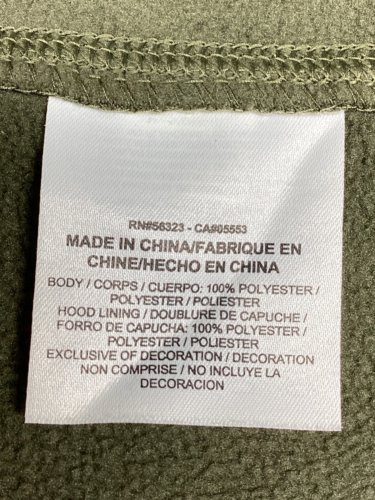 RN#56323 - CA#05553
MADE IN CHINA/FABRIQUE EN
CHINE/HECHO EN CHINA
BODY / CORPS / CUERPO: 100% POLYESTER /
POLYESTER / POLIESTER
HOOD LINING / DOUBLURE DE CAPUCHE /
FORRO DE CAPUCHA: 100% POLYESTER /
POLYESTER / POLIESTER
EXCLUSIVE OF DECORATION / DECORATION
NON COMPRISE / NO INCLUYE LA
DECORACION